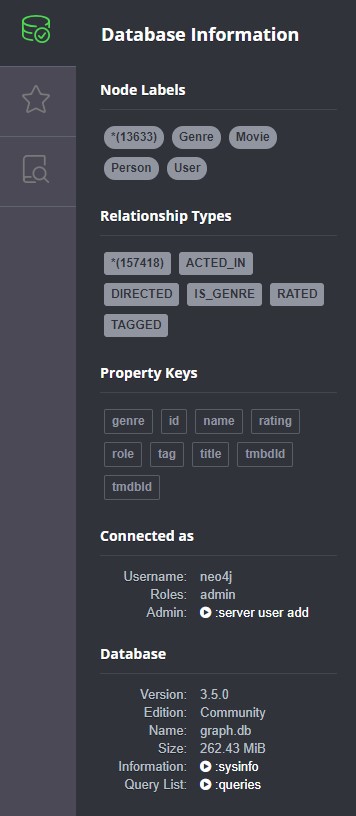 Database Information
Node Labels
*(13633) Genre Movie
Person User
Relationship Types
*(157418) ACTED_IN
DIRECTED IS_GENRE RATED
TAGGED
Property Keys
genre id name rating
role tag title tmbdId
tmdbId
Connected as
Username: neo4j
Roles: admin
Admin: :server user add
Database
Version: 3.5.0
Edition: Community
Name: graph.db
Size: 262.43 MiB
Information: :sysinfo
Query List: :queries